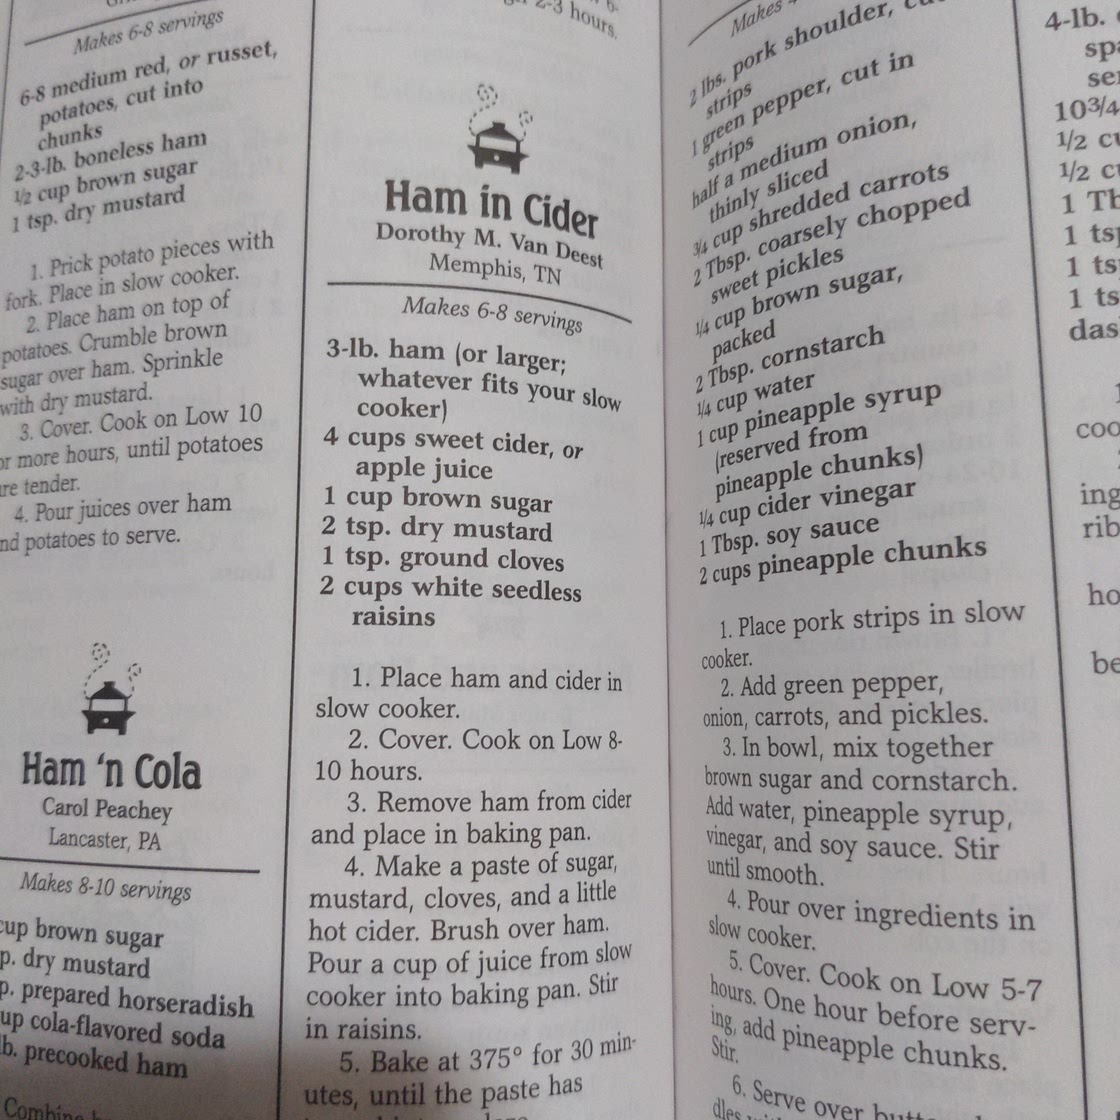 Makes 6-8 servings
6-8 medium red, or russet,
potatoes, cut into
chunks
2-3-lb. boneless ham
½ cup brown sugar
1 tsp. dry mustard
1. Prick potato pieces with
fork. Place in slow cooker.
2. Place ham on top of
potatoes. Crumble brown
sugar over ham. Sprinkle
with dry mustard.
3. Cover. Cook on Low 10
or more hours, until potatoes
are tender.
4. Pour juices over ham
and potatoes to serve.
Ham 'n Cola
Carol Peachey
Lancaster, PA
Makes 8-10 servings
cup brown sugar
dry mustard
prepared horseradish
cup cola-flavored soda
lb. precooked ham
Combine
2-3 hours.
Ham in Cider
Dorothy M. Van Deest
Memphis, TN
Makes 6-8 servings
3-lb. ham (or larger;
whatever fits your slow
cooker)
4 cups sweet cider, or
apple juice
1 cup brown sugar
2 tsp. dry mustard
1 tsp. ground cloves
2 cups white seedless
raisins
1. Place ham and cider in
slow cooker.
2. Cover. Cook on Low 8-
10 hours.
3. Remove ham from cider
and place in baking pan.
4. Make a paste of sugar,
mustard, cloves, and a little
hot cider. Brush over ham.
Pour a cup of juice from slow
cooker into baking pan. Stir
in raisins.
5. Bake at 375° for 30 min-
utes, until the paste has
Makes
2 lbs. pork shoulder,
strips
1 green pepper, cut in
strips
half a medium onion,
thinly sliced
¾ cup shredded carrots
2 Tbsp. coarsely chopped
sweet pickles
¼ cup brown sugar,
packed
2 Tbsp. cornstarch
¼ cup water
1 cup pineapple syrup
(reserved from
pineapple chunks)
¼ cup cider vinegar
1 Tbsp. soy sauce
2 cups pineapple chunks
1. Place pork strips in slow
cooker.
2. Add green pepper,
onion, carrots, and pickles.
3. In bowl, mix together
brown sugar and cornstarch.
Add water, pineapple syrup,
vinegar, and soy sauce. Stir
until smooth.
4. Pour over ingredients in
slow cooker.
5. Cover. Cook on Low 5-7
hours. One hour before serv-
ing, add pineapple chunks.
Stir.
6. Serve over
4-lb.
10¾
½
½
1
1
1
1